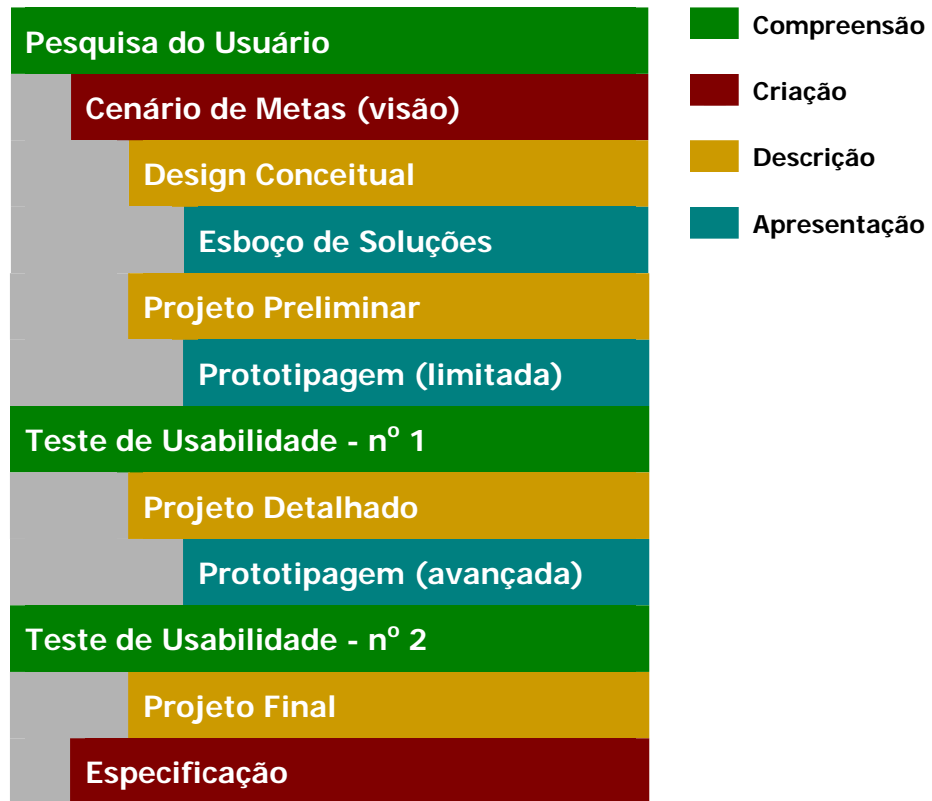 Pesquisa do Usuário
Cenário de Metas (visão)
Design Conceitual
Esboço de Soluções
Projeto Preliminar
Prototipagem (limitada)
Teste de Usabilidade - nº 1
Projeto Detalhado
Prototipagem (avançada)
Teste de Usabilidade - nº 2
Projeto Final
Especificação
Compreensão
Criação
Descrição
Apresentação